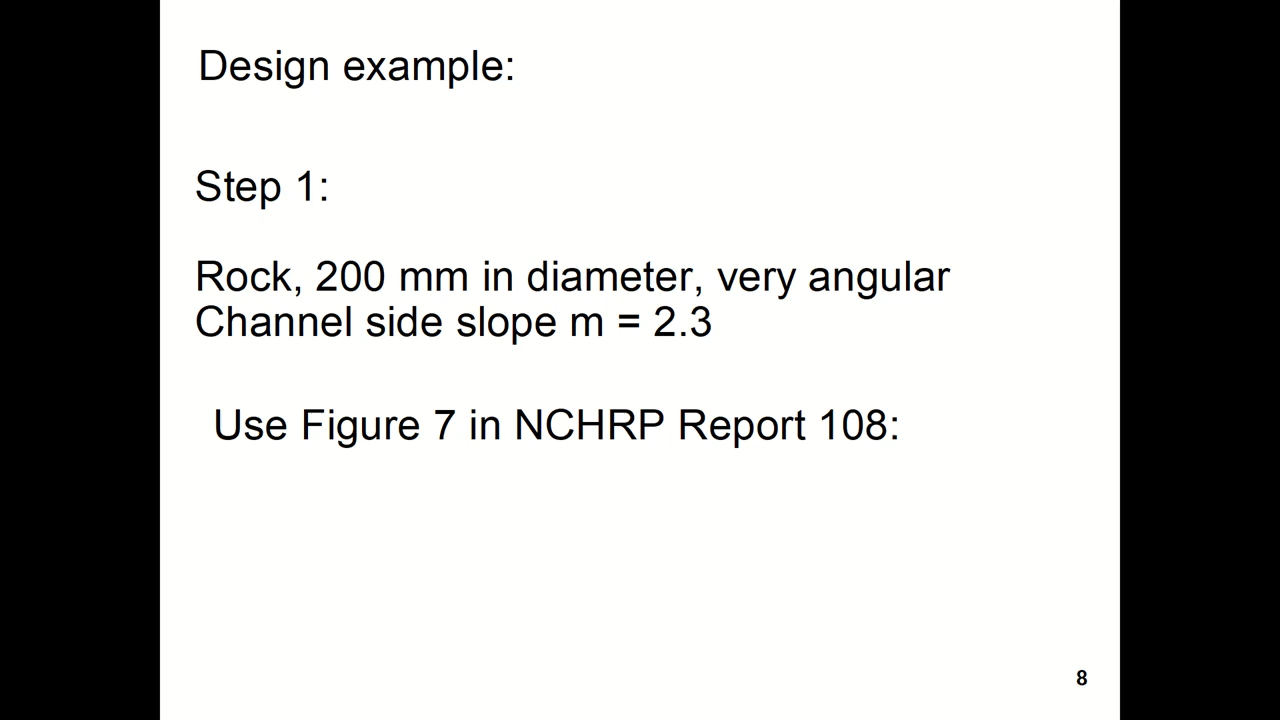 Design example:
Step 1:
Rock, 200 mm in diameter, very angular
Channel side slope m = 2.3
Use Figure 7 in NCHRP Report 108:
8